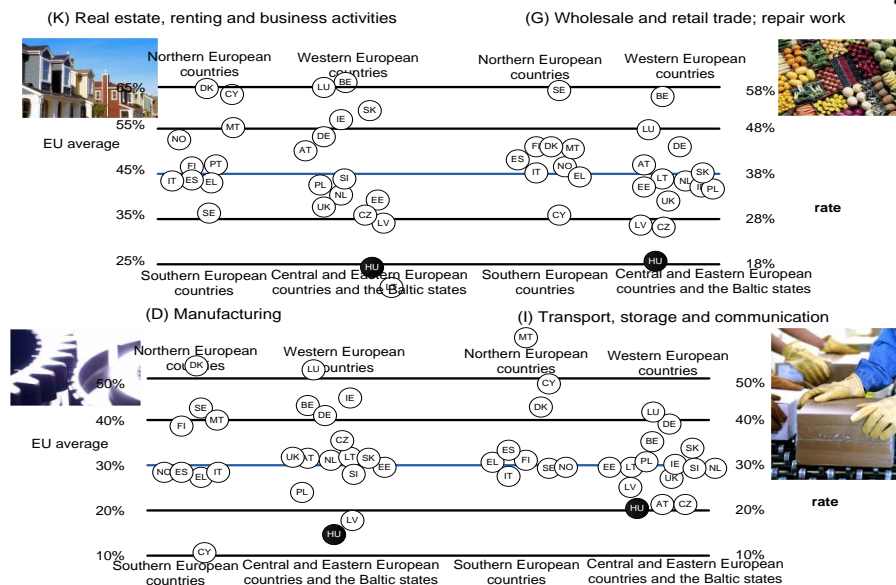 (K) Real estate, renting and business activities
Northern European
countries
Western European
countries
65%
55%
EU average
45%
35%
25%
DK
CY
LU
BE
SK
IE
MT
NO
DE
AT
FI
PT
IT
ES
EL
PL
SI
NL
EE
UK
CZ
LV
SE
HU
Southern European
countries
Central and Eastern European
countries and the Baltic states
(G) Wholesale and retail trade; repair work
Northern European
countries
Western European
countries
58%
48%
38%
rate
28%
18%
SE
BE
LU
FI
DK
MT
DE
NO
CZ
IT
EL
AT
LT
NL
SK
EE
PL
UK
CY
LV
CZ
HU
Southern European
countries
Central and Eastern European
countries and the Baltic states
(D) Manufacturing
Northern European
countries
Western European
countries
50%
40%
EU average
30%
20%
10%
DK
LU
SE
MT
FI
BE
DE
IE
CZ
NO
ES
EL
IT
UK
AT
NL
LT
SK
EE
SI
PL
LV
HU
CY
Southern European
countries
Central and Eastern European
countries and the Baltic states
(I) Transport, storage and communication
MT
Northern European
countries
Western European
countries
50%
40%
30%
20%
10%
rate
CY
DK
LU
DE
BE
SK
ES
EL
FI
IT
SE
NO
EE
LT
PL
IE
SI
NL
UK
LV
HU
AT
CZ
Southern European
countries
Central and Eastern European
countries and the Baltic states